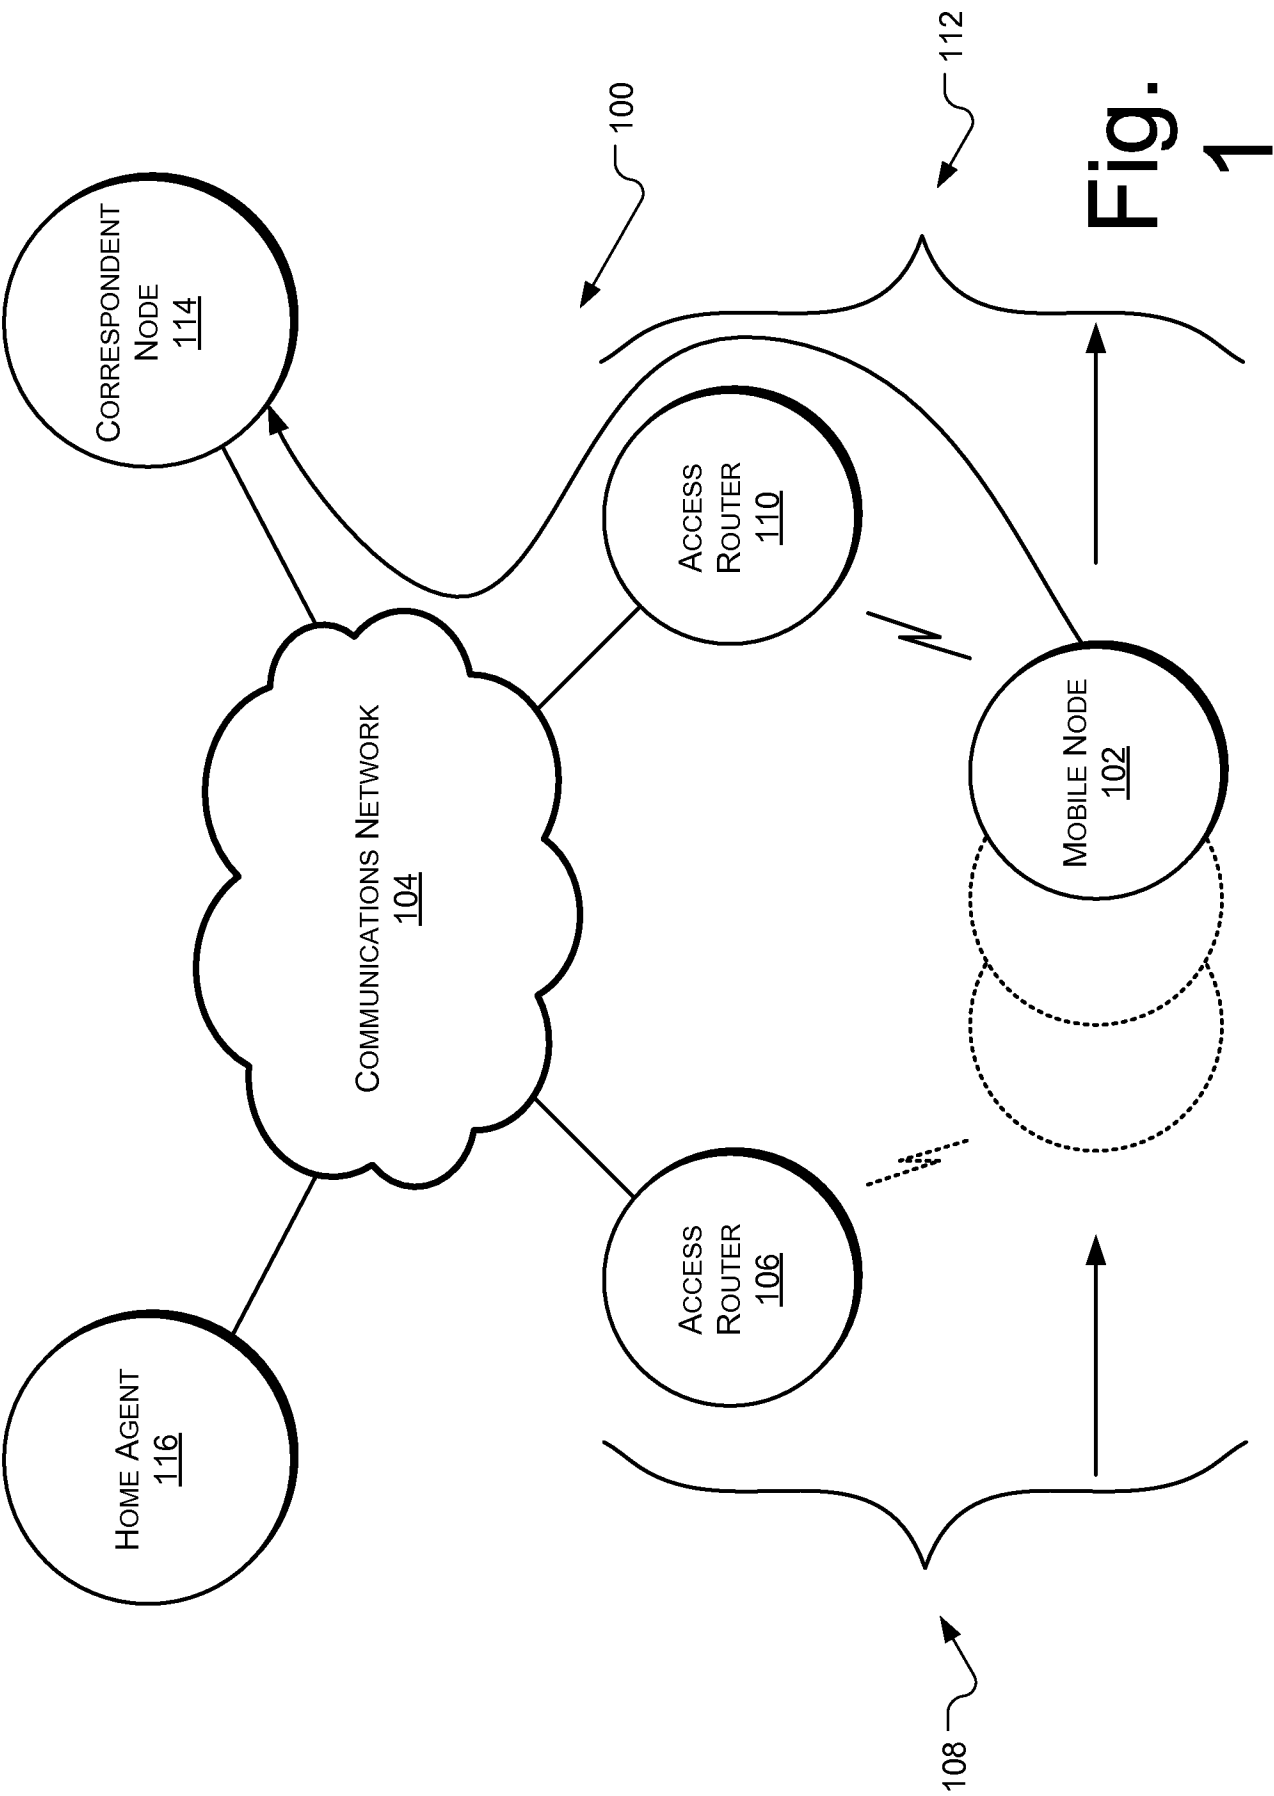 HOME AGENT
116
CORRESPONDENT
NODE
114
COMMUNICATIONS NETWORK
104
100
ACCESS
ROUTER
106
ACCESS
ROUTER
110
108
112
MOBILE NODE
102
Fig.
1